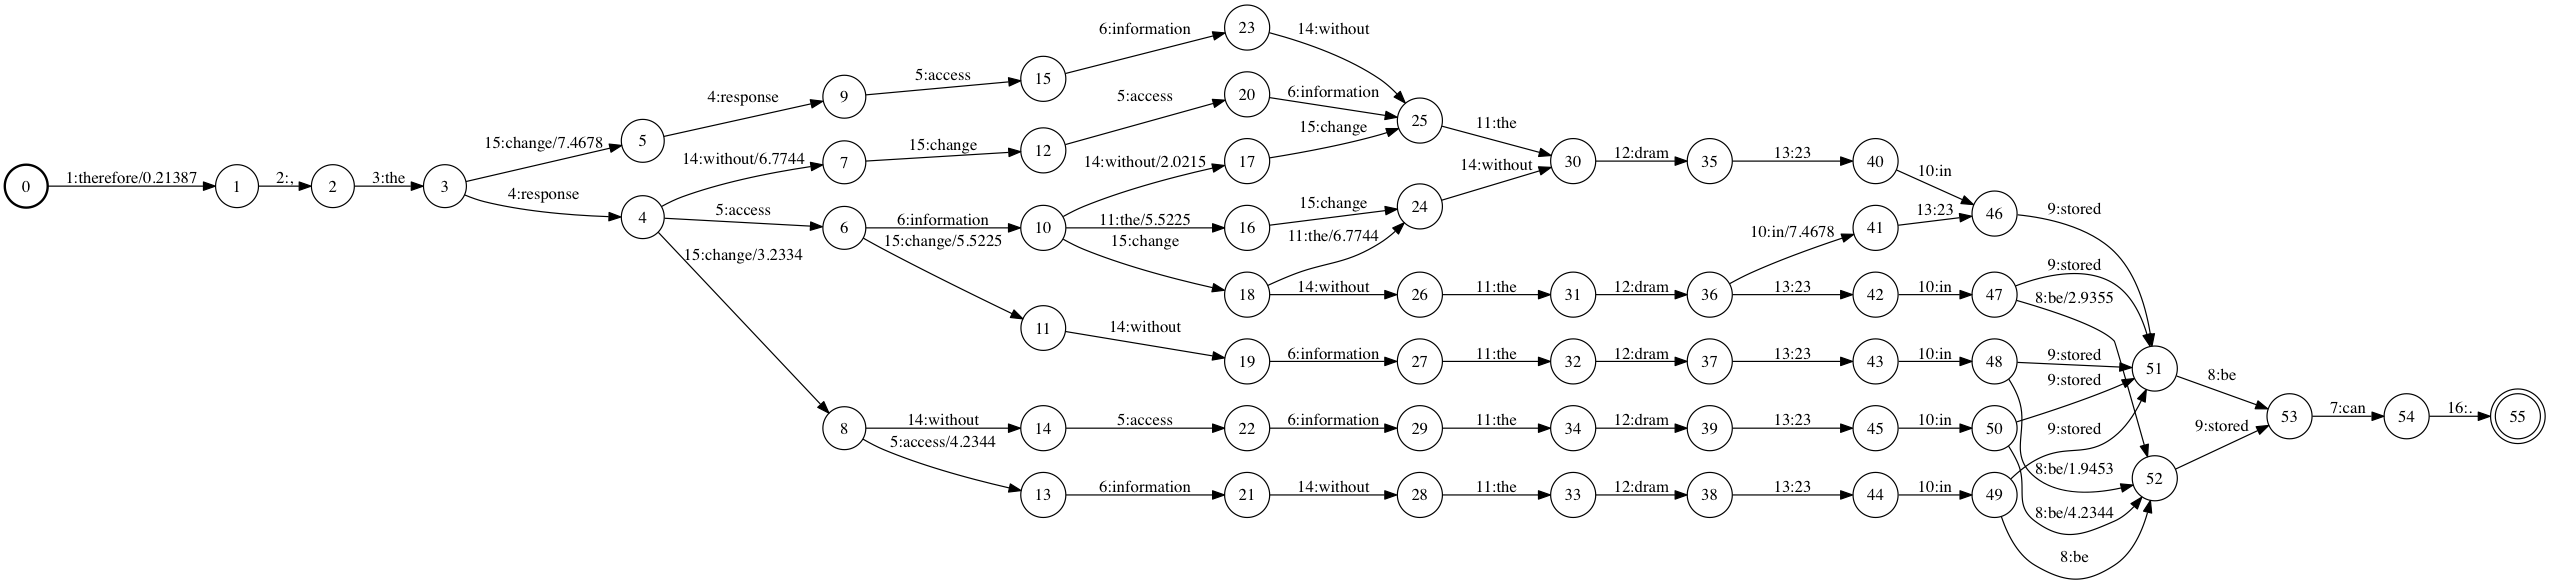 0 1:therefore/0.21387 1 2:, 2 3:the 3
15:change/7.4678 5 4:response 9 5:access 15 6:information 23 14:without
4:response 4 14:without/6.7744 7 15:change 12 5:access 20 6:information 25 11:the
5:access 6 6:information 10 14:without/2.0215 17 15:change
11:the/5.5225 16 15:change 24 14:without 30 12:dram 35 13:23 40 10:in
15:change 18 11:the/6.7744
14:without 26 11:the 31 12:dram 36 10:in/7.4678 41 13:23 46 9:stored
13:23 42 10:in 47 9:stored
8:be/2.9355
15:change/5.5225 11 14:without 19 6:information 27 11:the 32 12:dram 37 13:23 43 10:in 48 9:stored 51 8:be
8:be/1.9453
15:change/3.2334 8 14:without 14 5:access 22 6:information 29 11:the 34 12:dram 39 13:23 45 10:in 50 9:stored
8:be/4.2344
5:access/4.2344 13 6:information 21 14:without 28 11:the 33 12:dram 38 13:23 44 10:in 49 9:stored
8:be
52 9:stored 53 7:can 54 16:. 55